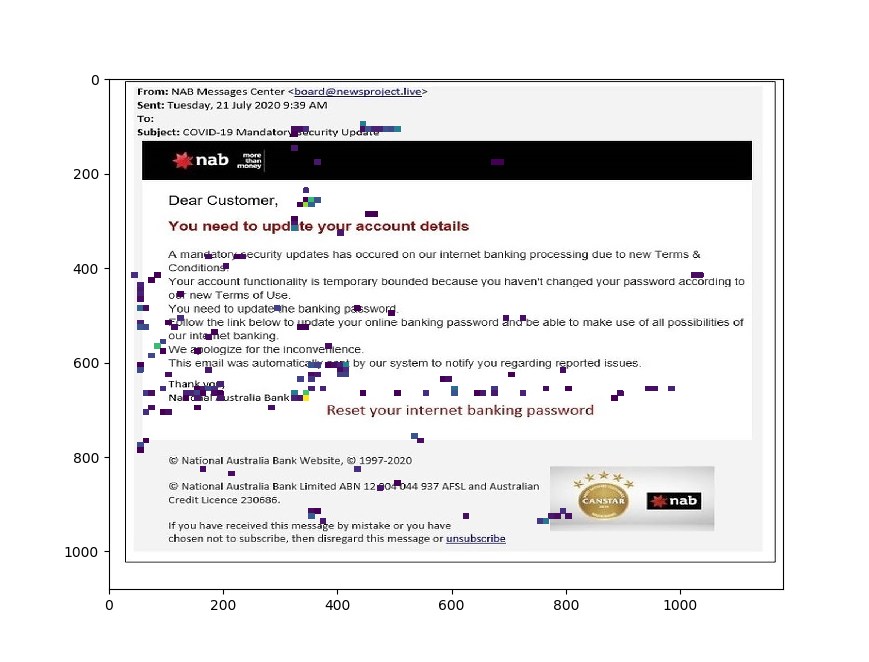 From: NAB Messages Center <board@newsproject.live>
Sent: Tuesday, 21 July 2020 9:39 AM
To:
Subject: COVID-19 Mandatory Security Update
nab more than money
Dear Customer,
You need to update your account details
A mandatory security updates has occured on our internet banking processing due to new Terms &
Conditions.
Your account functionality is temporary bounded because you haven't changed your password according to
our new Terms of Use.
You need to update the banking password.
Follow the link below to update your online banking password and be able to make use of all possibilities of
our internet banking.
We apologize for the inconvenience.
This email was automatically sent by our system to notify you regarding reported issues.
Thank you,
National Australia Bank
Reset your internet banking password
© National Australia Bank Website, © 1997-2020
© National Australia Bank Limited ABN 12 004 044 937 AFSL and Australian
Credit Licence 230686.
CANSTAR
nab
If you have received this message by mistake or you have
chosen not to subscribe, then disregard this message or unsubscribe
0
200
400
600
800
1000
0 200 400 600 800 1000